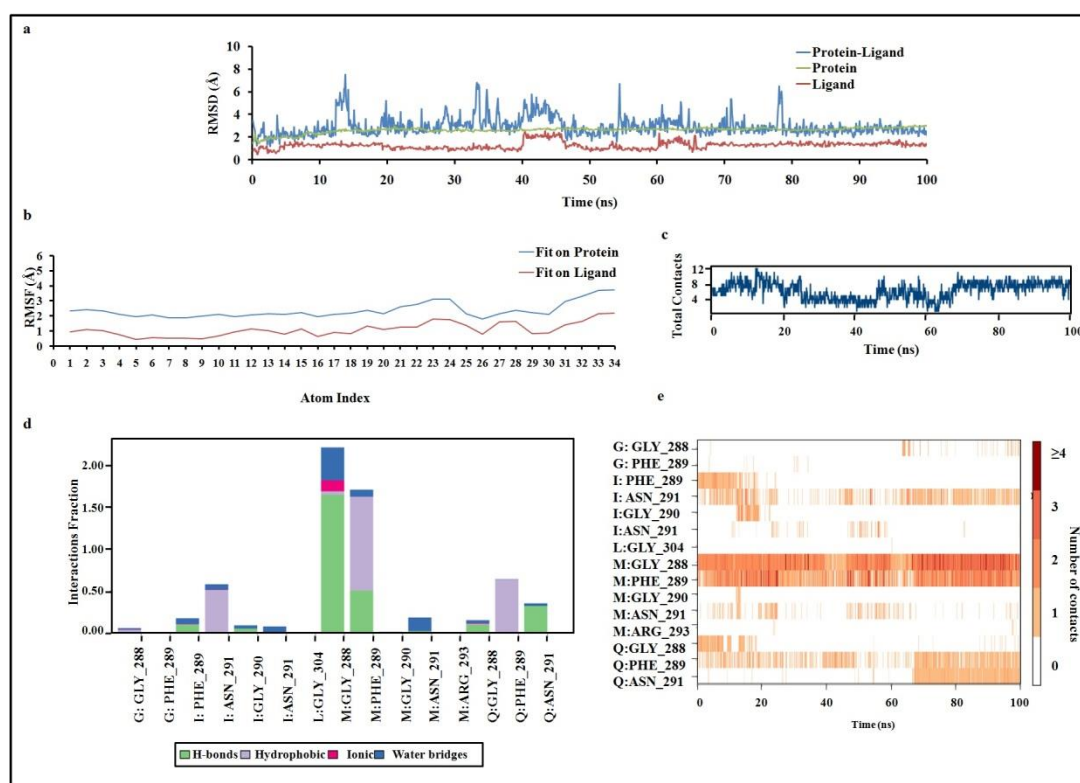 a
RMSD (Å)
10
8
6
4
2
0
Protein-Ligand
Protein
Ligand
0 10 20 30 40 50 60 70 80 90 100
Time (ns)
b
RMSF (Å)
6
5
4
3
2
1
0
Fit on Protein
Fit on Ligand
0 1 2 3 4 5 6 7 8 9 10 11 12 13 14 15 16 17 18 19 20 21 22 23 24 25 26 27 28 29 30 31 32 33 34
Atom Index
c
Total Contacts
12
8
4
0 20 40 60 80 100
Time (ns)
d
Interactions Fraction
2.00
1.50
1.00
0.50
0.00
G: GLY_288
G: PHE_289
I: PHE_289
I: ASN_291
I:GLY_290
I:ASN_291
L:GLY_304
M:GLY_288
M:PHE_289
M:GLY_290
M:ASN_291
M:ARG_293
Q:GLY_288
Q:PHE_289
Q:ASN_291
H-bonds Hydrophobic Ionic Water bridges
e
G: GLY_288
G: PHE_289
I: PHE_289
I: ASN_291
I:GLY_290
I:ASN_291
L:GLY_304
M:GLY_288
M:PHE_289
M:GLY_290
M:ASN_291
M:ARG_293
Q:GLY_288
Q:PHE_289
Q:ASN_291
0 20 40 60 80 100
Time (ns)
≥4
3
2
1
0
Number of contacts